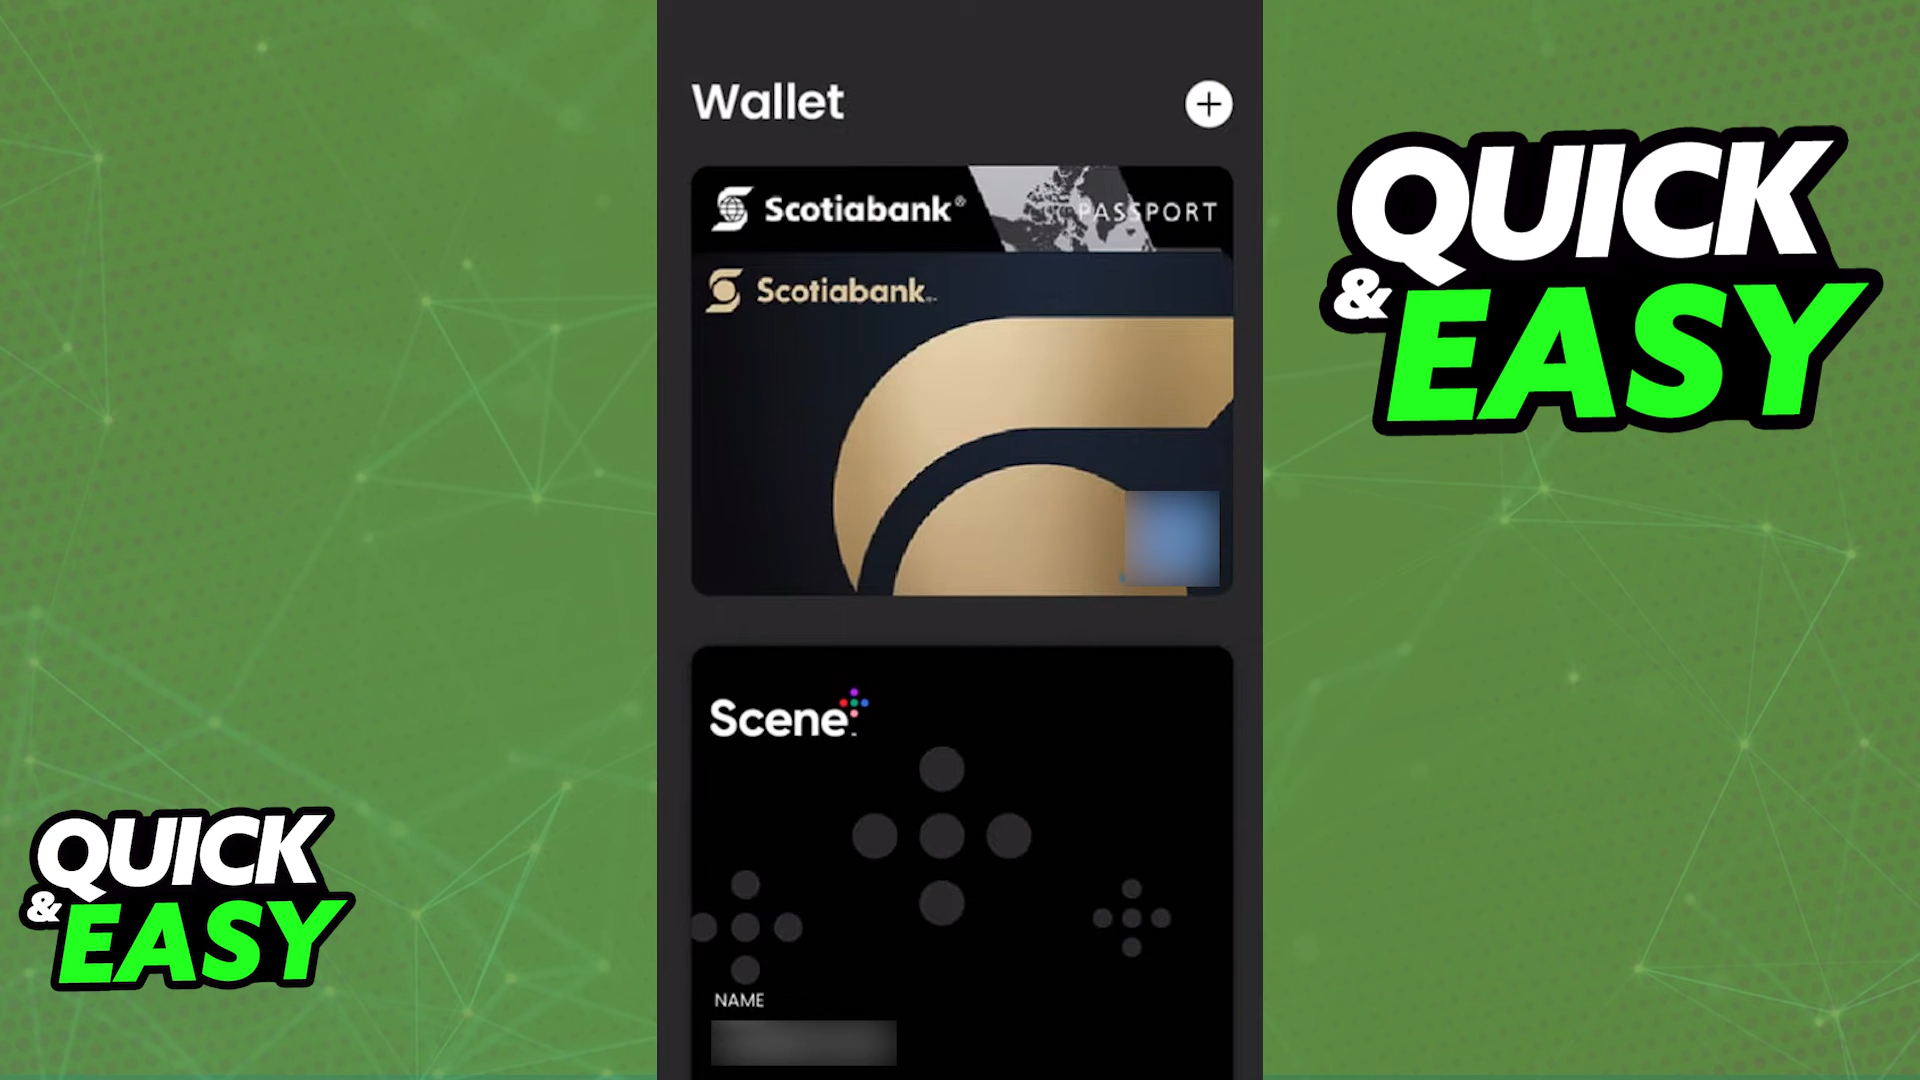 Wallet
Scotiabank®
PASSPORT
Scotiabank
Scene
NAME
QUICK
& EASY
QUICK
& EASY